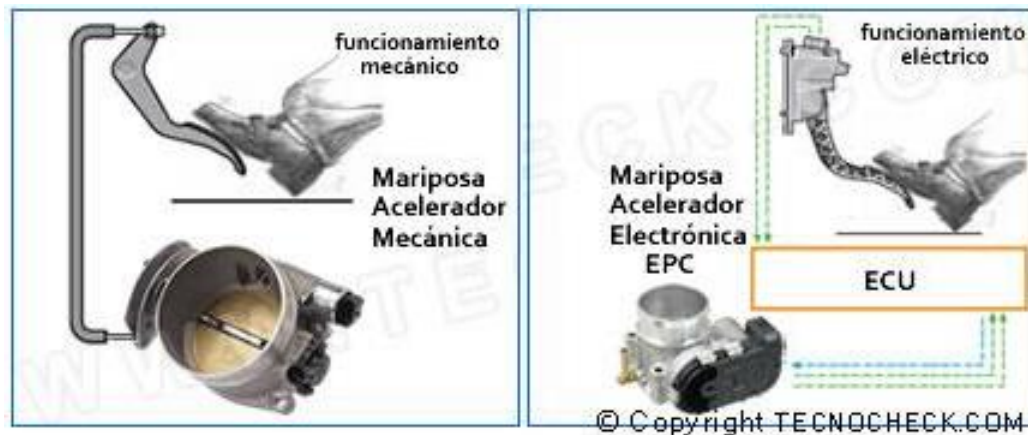 funcionamiento
mecánico
Mariposa
Acelerador
Mecánica
funcionamiento
eléctrico
Mariposa
Acelerador
Electrónica
EPC
ECU
© Copyright TECNOCHECK.COM